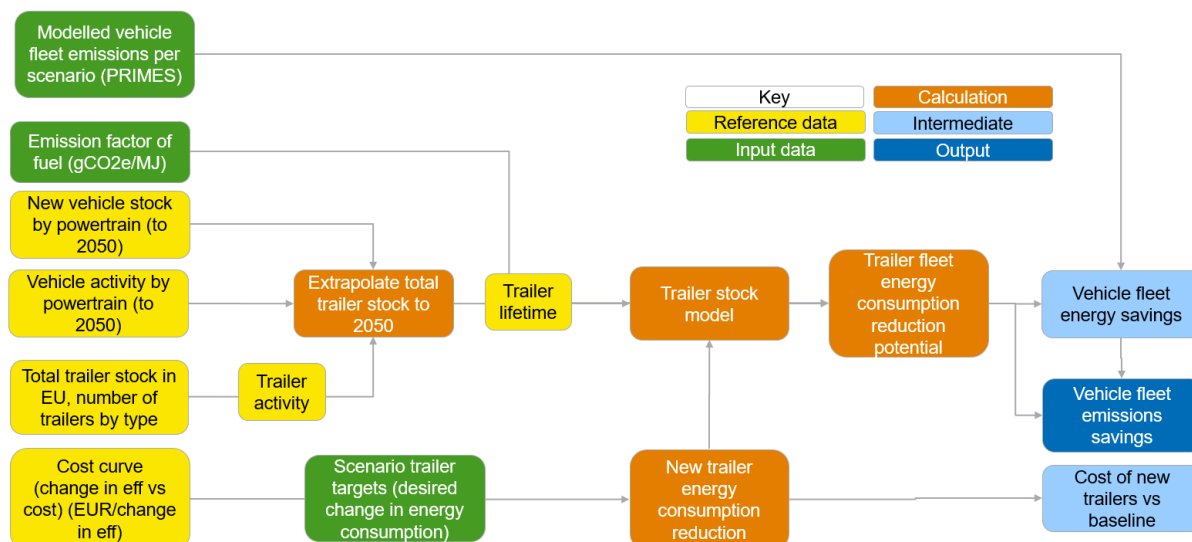 Modelled vehicle
fleet emissions per
scenario (PRIMES)
Key
Calculation
Reference data
Intermediate
Input data
Output
Emission factor of
fuel (gCO2e/MJ)
New vehicle stock
by powertrain (to
2050)
Vehicle activity by
powertrain (to
2050)
Extrapolate total
trailer stock to
2050
Trailer
lifetime
Trailer stock
model
Trailer fleet
energy
consumption
reduction
potential
Vehicle fleet
energy savings
Total trailer stock in
EU, number of
trailers by type
Trailer
activity
Vehicle fleet
emissions
savings
Cost curve
(change in eff vs
cost) (EUR/change
in eff)
Scenario trailer
targets (desired
change in energy
consumption)
New trailer
energy
consumption
reduction
Cost of new
trailers vs
baseline